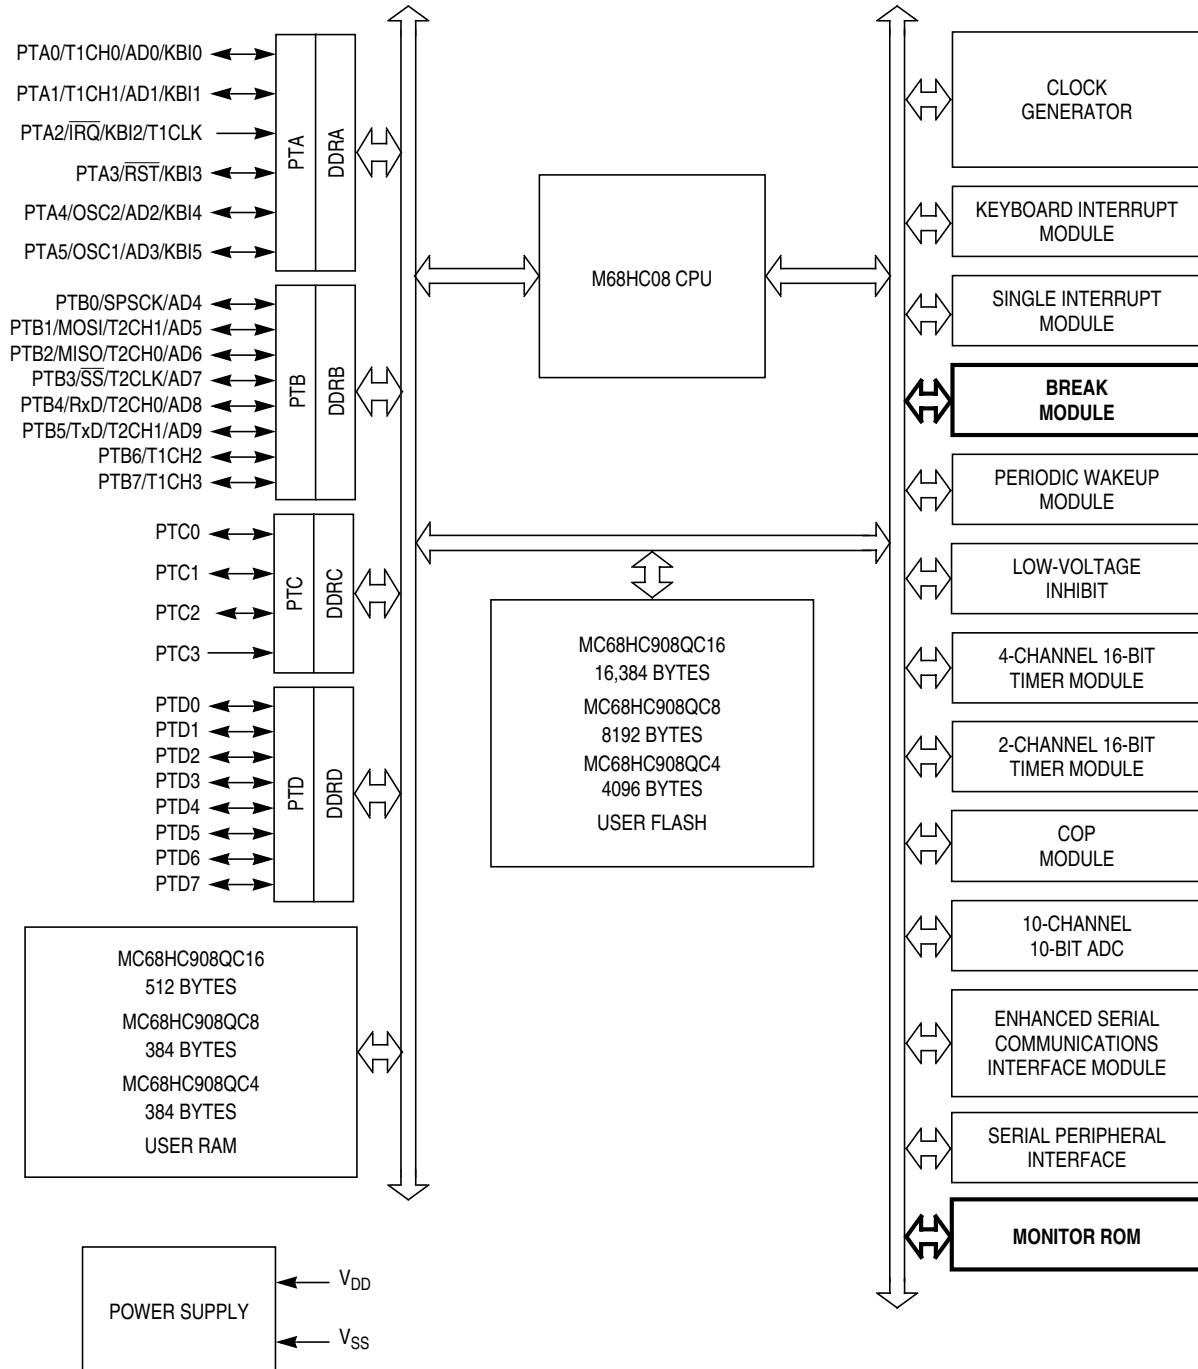 PTA0/T1CH0/AD0/KBI0
PTA1/T1CH1/AD1/KBI1
PTA2/IRQ/KBI2/T1CLK
PTA3/RST/KBI3
PTA4/OSC2/AD2/KBI4
PTA5/OSC1/AD3/KBI5
PTA
DDRA
PTB0/SPSCK/AD4
PTB1/MOSI/T2CH1/AD5
PTB2/MISO/T2CH0/AD6
PTB3/SS/T2CLK/AD7
PTB4/RxD/T2CH0/AD8
PTB5/TxD/T2CH1/AD9
PTB6/T1CH2
PTB7/T1CH3
PTB
DDRB
PTC0
PTC1
PTC2
PTC3
PTC
DDRC
PTD0
PTD1
PTD2
PTD3
PTD4
PTD5
PTD6
PTD7
PTD
DDRD
MC68HC908QC16
512 BYTES
MC68HC908QC8
384 BYTES
MC68HC908QC4
384 BYTES
USER RAM
POWER SUPPLY
VDD
VSS
M68HC08 CPU
MC68HC908QC16
16,384 BYTES
MC68HC908QC8
8192 BYTES
MC68HC908QC4
4096 BYTES
USER FLASH
CLOCK
GENERATOR
KEYBOARD INTERRUPT
MODULE
SINGLE INTERRUPT
MODULE
BREAK
MODULE
PERIODIC WAKEUP
MODULE
LOW-VOLTAGE
INHIBIT
4-CHANNEL 16-BIT
TIMER MODULE
2-CHANNEL 16-BIT
TIMER MODULE
COP
MODULE
10-CHANNEL
10-BIT ADC
ENHANCED SERIAL
COMMUNICATIONS
INTERFACE MODULE
SERIAL PERIPHERAL
INTERFACE
MONITOR ROM